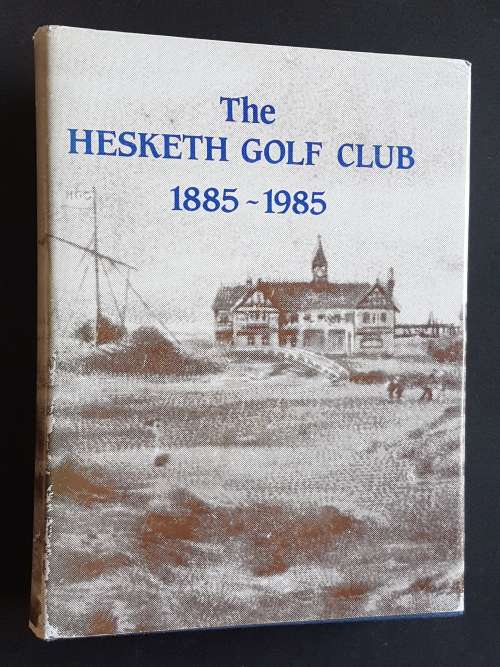 The
HESKETH GOLF CLUB
1885 ~ 1985